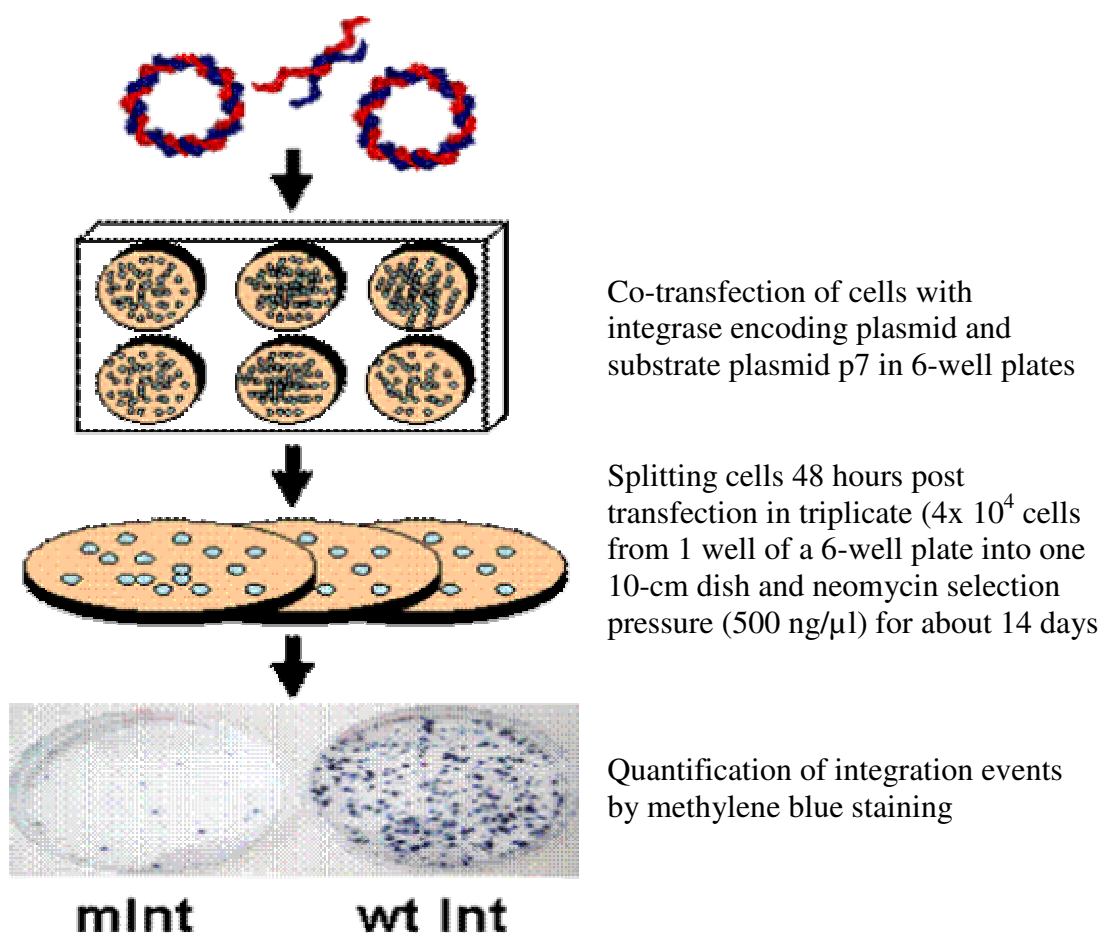 Co-transfection of cells with
integrase encoding plasmid and
substrate plasmid p7 in 6-well plates
Splitting cells 48 hours post
transfection in triplicate (4x 10⁴ cells
from 1 well of a 6-well plate into one
10-cm dish and neomycin selection
pressure (500 ng/µl) for about 14 days
Quantification of integration events
by methylene blue staining
mInt wt Int